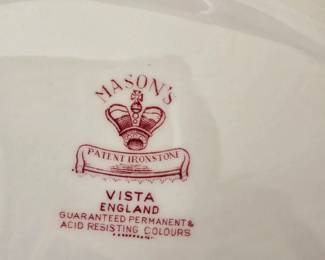 MASON'S
PATENT IRONSTONE
VISTA
ENGLAND
GUARANTEED PERMANENT &
ACID RESISTING COLOURS